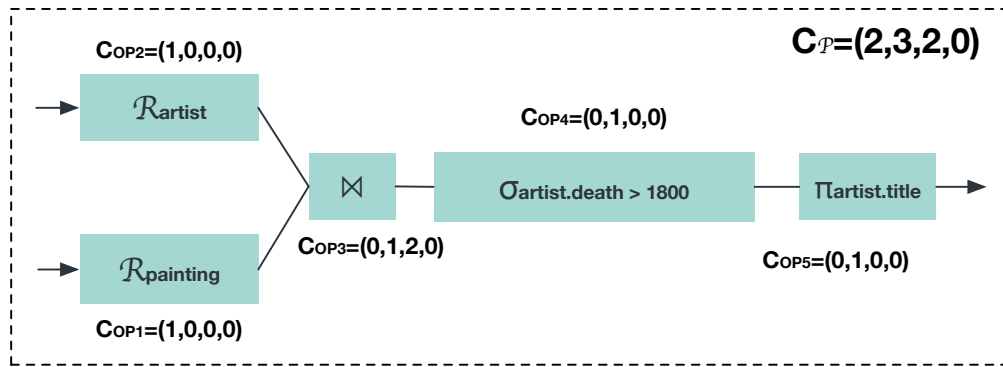 C𝒫=(2,3,2,0)
COP2=(1,0,0,0)
ℛartist
COP4=(0,1,0,0)
⋈
σartist.death > 1800
Πartist.title
COP3=(0,1,2,0)
COP5=(0,1,0,0)
ℛpainting
COP1=(1,0,0,0)